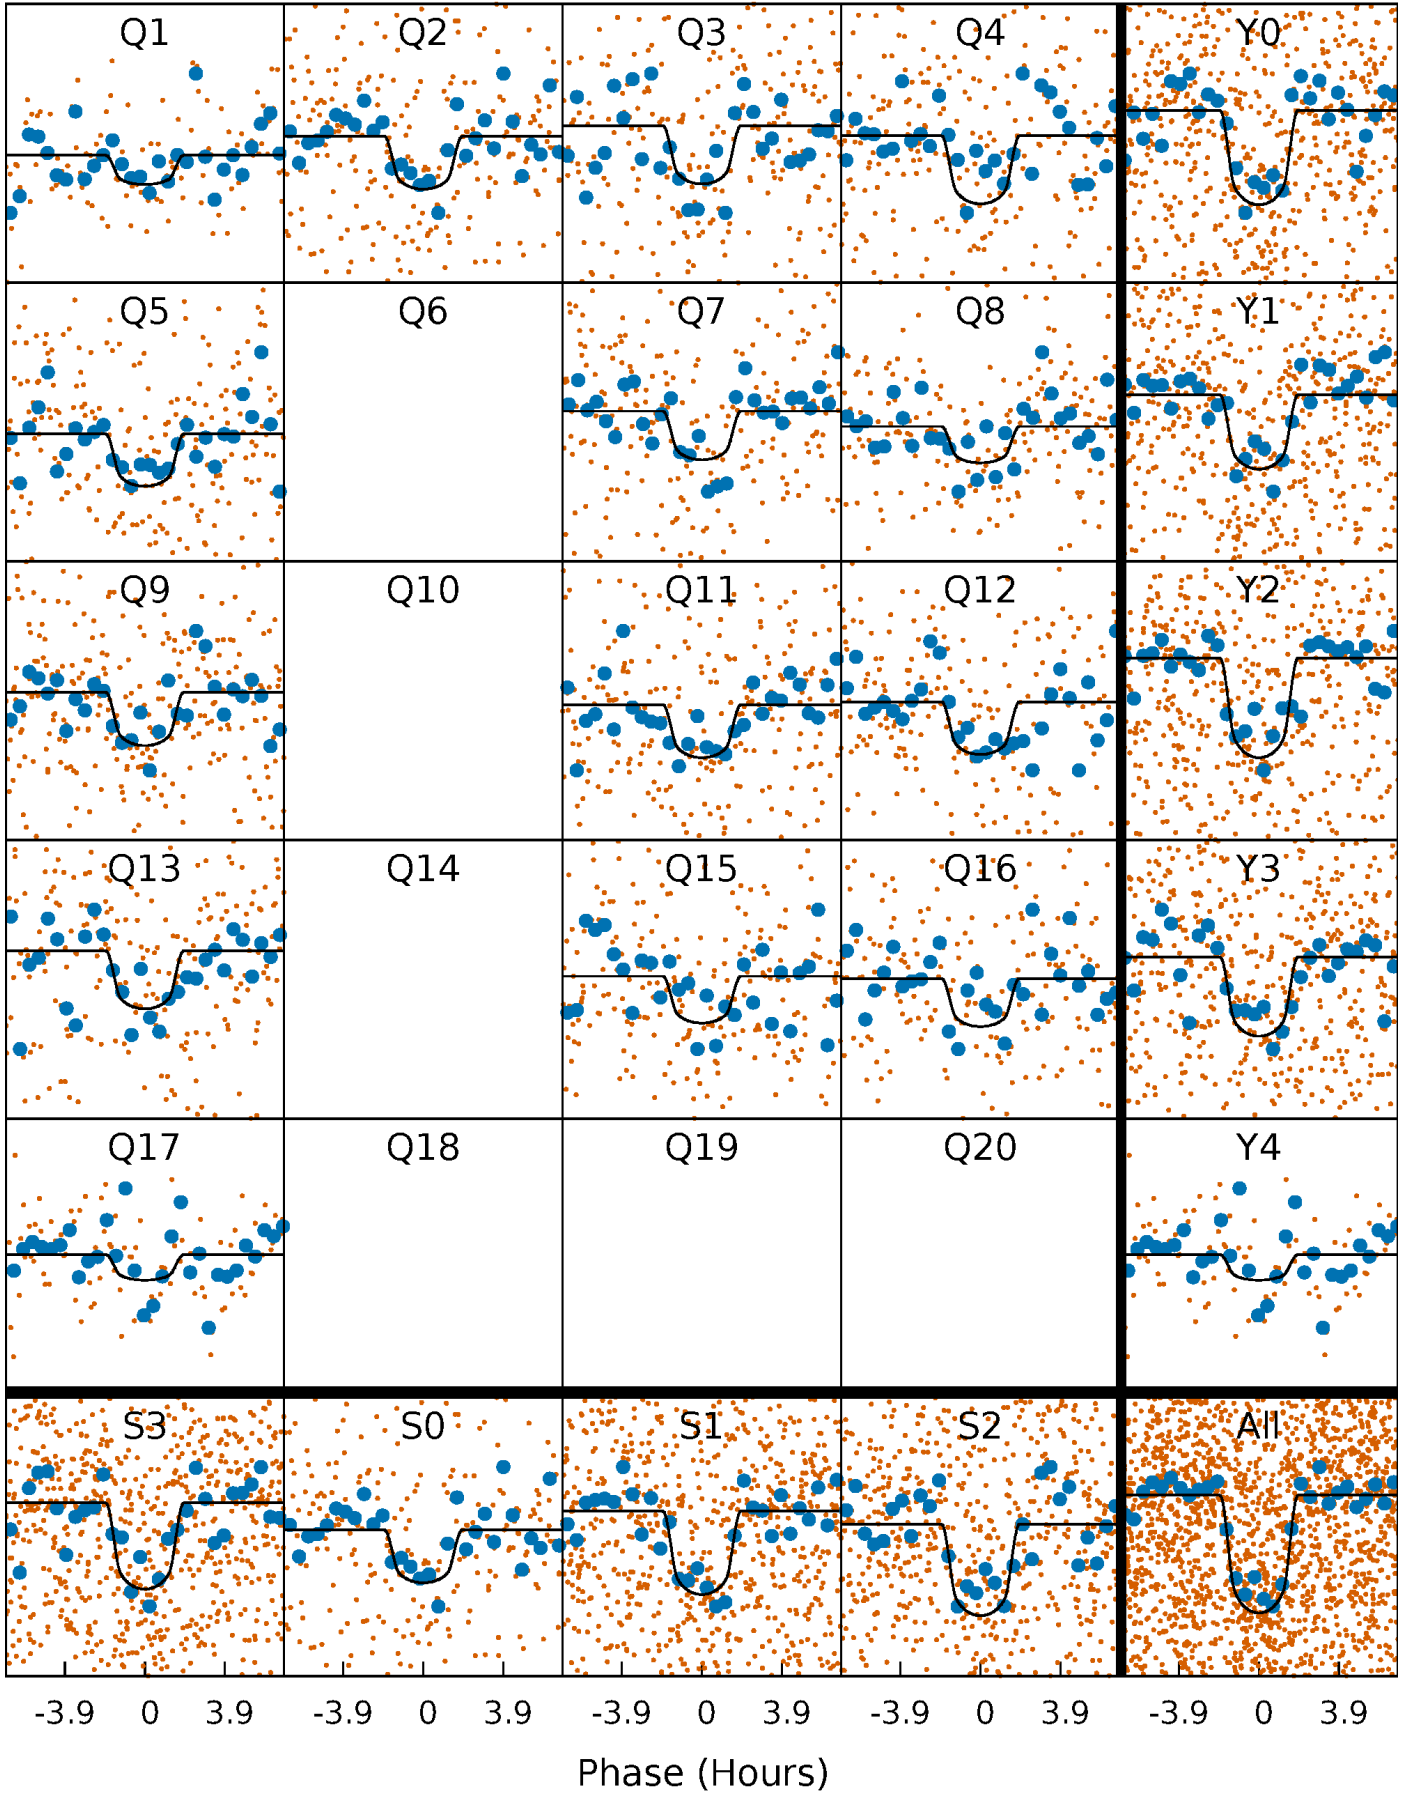 Q1 Q2 Q3 Q4 Y0
Q5 Q6 Q7 Q8 Y1
Q9 Q10 Q11 Q12 Y2
Q13 Q14 Q15 Q16 Y3
Q17 Q18 Q19 Q20 Y4
S3 S0 S1 S2 All
-3.9 0 3.9 -3.9 0 3.9 -3.9 0 3.9 -3.9 0 3.9 -3.9 0 3.9
Phase (Hours)